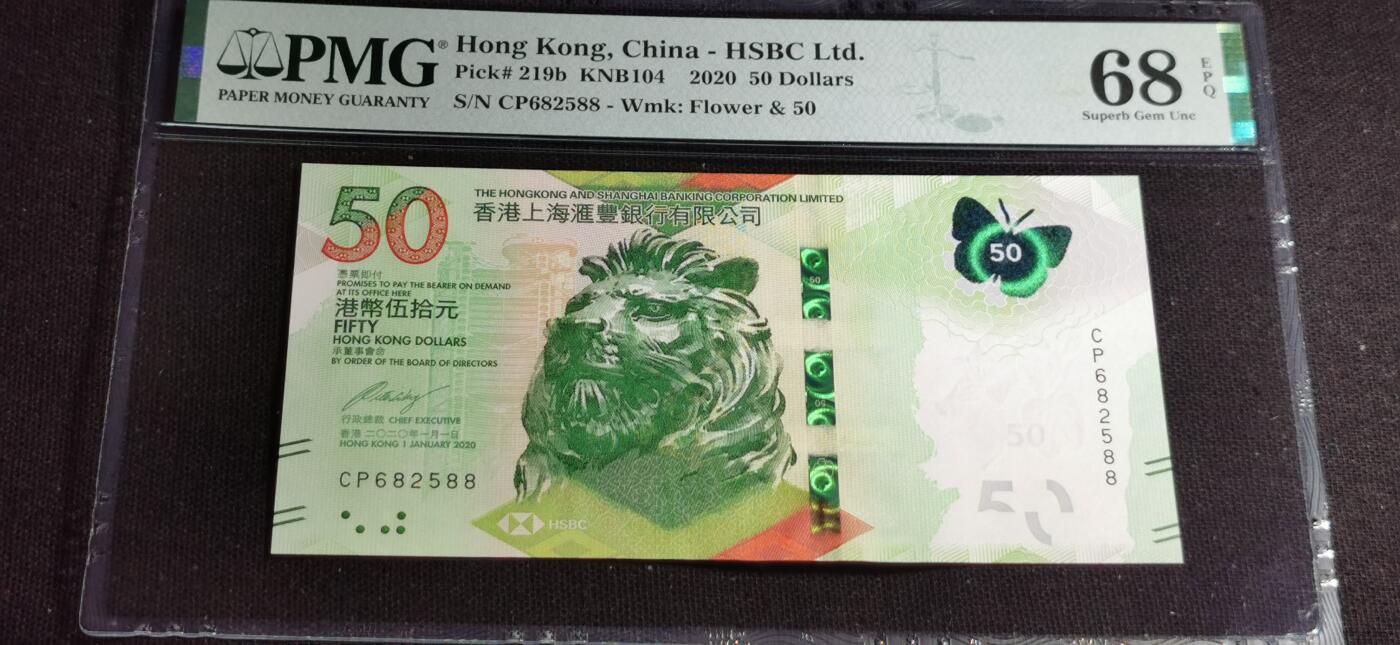 PMG®
PAPER MONEY GUARANTY
Hong Kong, China - HSBC Ltd.
Pick# 219b KNB104 2020 50 Dollars
S/N CP682588 - Wmk: Flower & 50
68
EPQ
Superb Gem Unc
50
THE HONGKONG AND SHANGHAI BANKING CORPORATION LIMITED
香港上海滙豐銀行有限公司
憑票即付
PROMISES TO PAY THE BEARER ON DEMAND
AT ITS OFFICE HERE
港幣伍拾元
FIFTY
HONG KONG DOLLARS
承董事會命
BY ORDER OF THE BOARD OF DIRECTORS
行政總裁 CHIEF EXECUTIVE
香港 二〇二〇年一月一日
HONG KONG 1 JANUARY 2020
CP682588
HSBC
50
50
50
CP682588
50
50